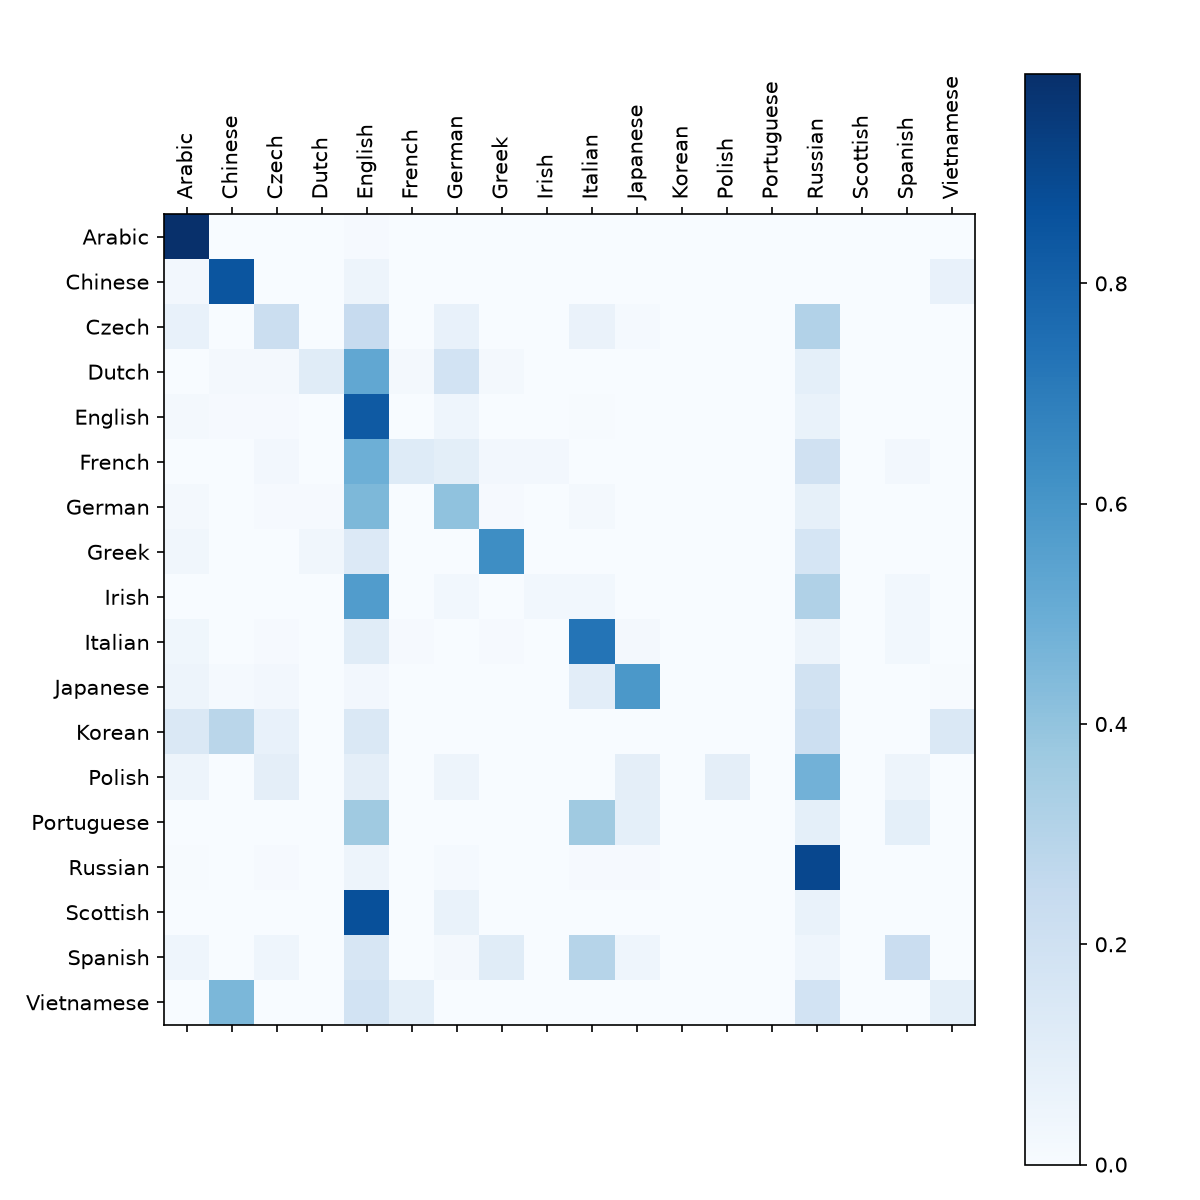 Arabic
Chinese
Czech
Dutch
English
French
German
Greek
Irish
Italian
Japanese
Korean
Polish
Portuguese
Russian
Scottish
Spanish
Vietnamese
Arabic
Chinese
Czech
Dutch
English
French
German
Greek
Irish
Italian
Japanese
Korean
Polish
Portuguese
Russian
Scottish
Spanish
Vietnamese
0.8
0.6
0.4
0.2
0.0